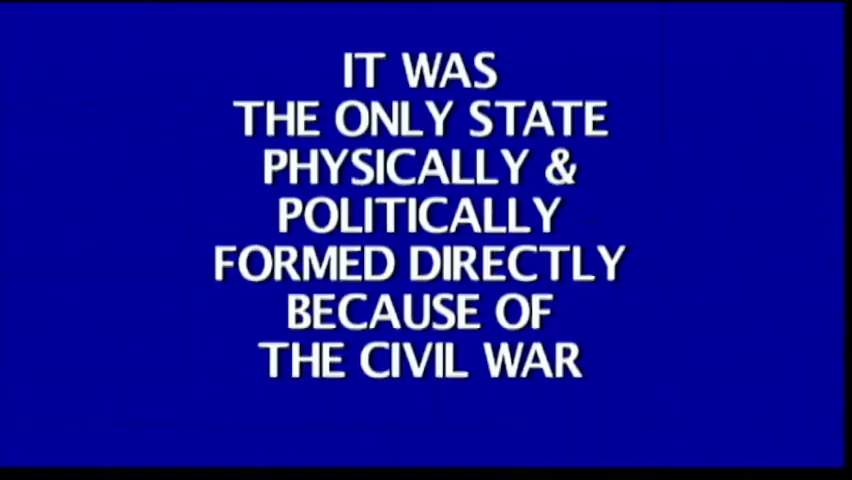 IT WAS
THE ONLY STATE
PHYSICALLY &
POLITICALLY
FORMED DIRECTLY
BECAUSE OF
THE CIVIL WAR